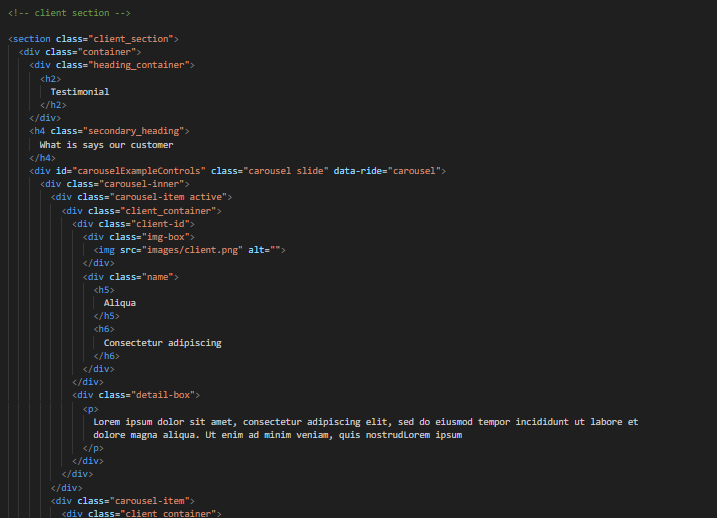 <!-- client section -->
<section class="client_section">
<div class="container">
<div class="heading_container">
<h2>
Testimonial
</h2>
</div>
<h4 class="secondary_heading">
What is says our customer
</h4>
<div id="carouselExampleControls" class="carousel slide" data-ride="carousel">
<div class="carousel-inner">
<div class="carousel-item active">
<div class="client_container">
<div class="client-id">
<div class="img-box">
<img src="images/client.png" alt="">
</div>
<div class="name">
<h5>
Aliqua
</h5>
<h6>
Consectetur adipiscing
</h6>
</div>
</div>
<div class="detail-box">
<p>
Lorem ipsum dolor sit amet, consectetur adipiscing elit, sed do eiusmod tempor incididunt ut labore et
dolore magna aliqua. Ut enim ad minim veniam, quis nostrudLorem ipsum
</p>
</div>
</div>
</div>
<div class="carousel-item">
<div class="client_container">